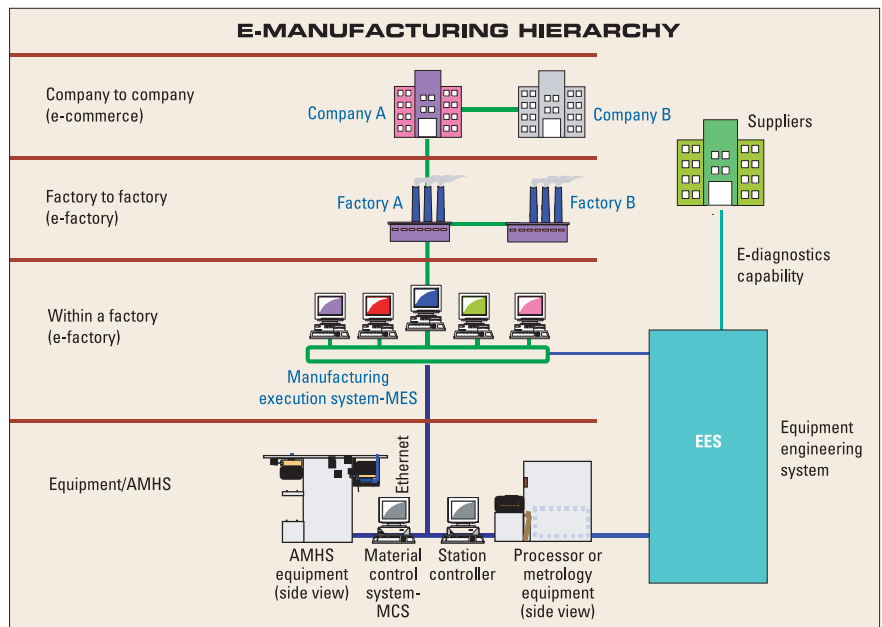 E-MANUFACTURING HIERARCHY
Company to company
(e-commerce)
Company A
Company B
Suppliers
Factory to factory
(e-factory)
Factory A
Factory B
E-diagnostics
capability
Within a factory
(e-factory)
Manufacturing
execution system-MES
EES
Equipment
engineering
system
Equipment/AMHS
Ethernet
AMHS
equipment
(side view)
Material
control
system-
MCS
Station
controller
Processor or
metrology
equipment
(side view)